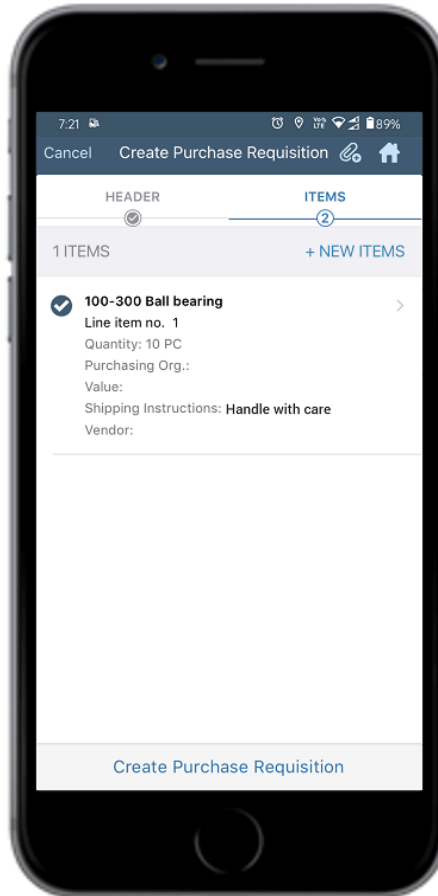 7:21 89%
Cancel Create Purchase Requisition
HEADER ITEMS
2
1 ITEMS + NEW ITEMS
100-300 Ball bearing
Line item no. 1
Quantity: 10 PC
Purchasing Org.:
Value:
Shipping Instructions: Handle with care
Vendor:
Create Purchase Requisition